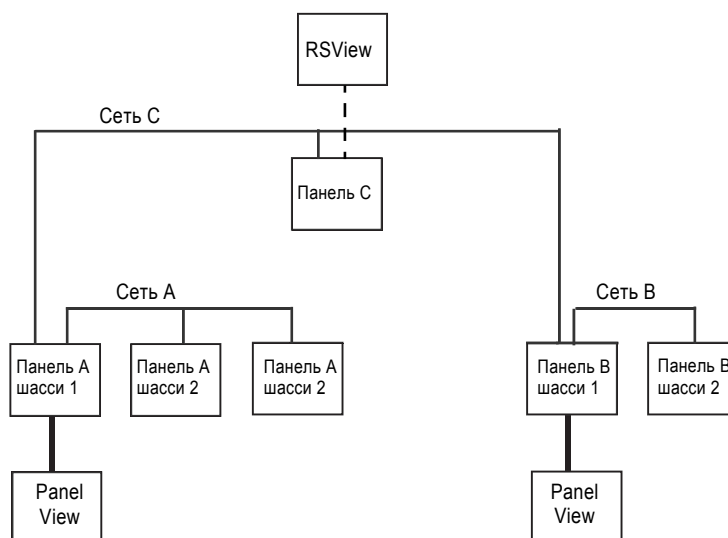 RSView
Сеть C
Панель C
Сеть A
Сеть B
Панель A
шасси 1
Панель A
шасси 2
Панель A
шасси 2
Панель B
шасси 1
Панель B
шасси 2
Panel
View
Panel
View